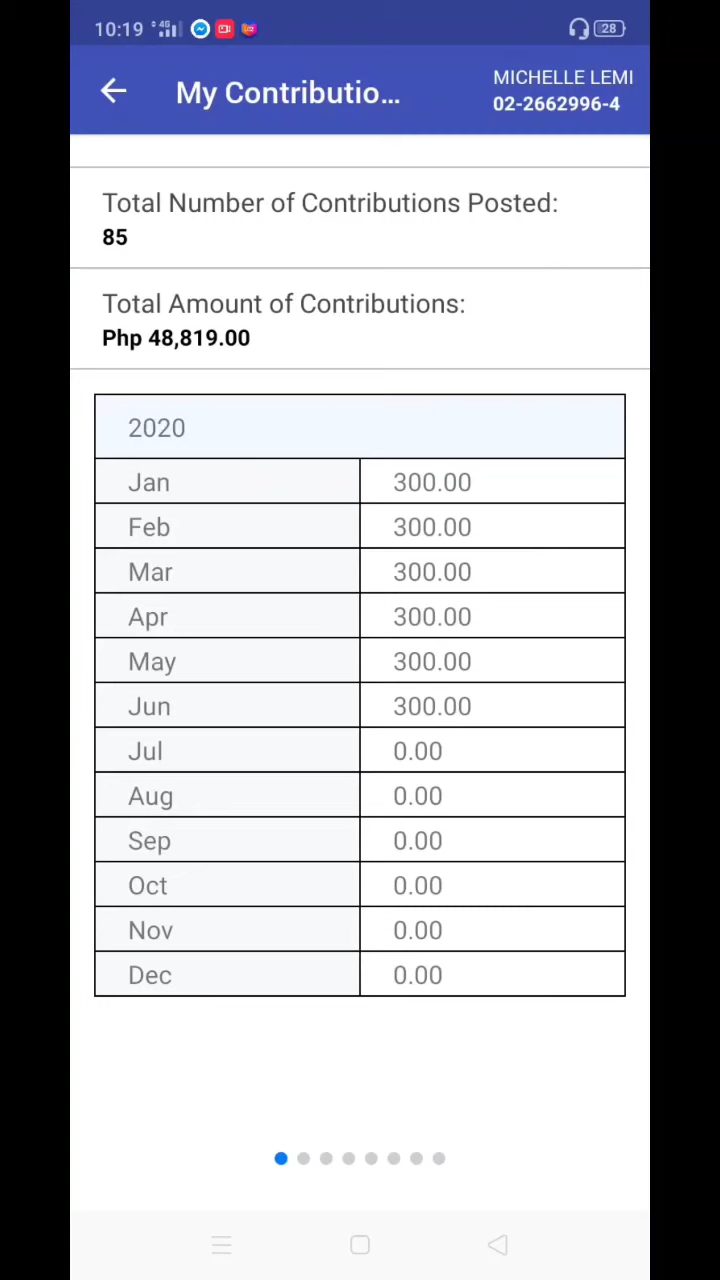 10:19 4G 28
My Contributio...
MICHELLE LEMI
02-2662996-4
Total Number of Contributions Posted:
85
Total Amount of Contributions:
Php 48,819.00
2020
Jan 300.00
Feb 300.00
Mar 300.00
Apr 300.00
May 300.00
Jun 300.00
Jul 0.00
Aug 0.00
Sep 0.00
Oct 0.00
Nov 0.00
Dec 0.00